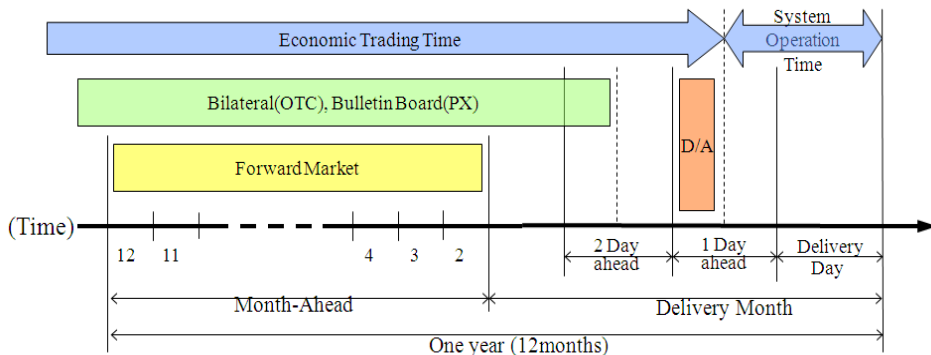 System
Economic Trading Time
Operation
Time
Bilateral(OTC), Bulletin Board(PX)
D/A
Forward Market
(Time)
12
11
4
3
2
2 Day
ahead
1 Day
ahead
Delivery
Day
Month-Ahead
Delivery Month
One year (12months)